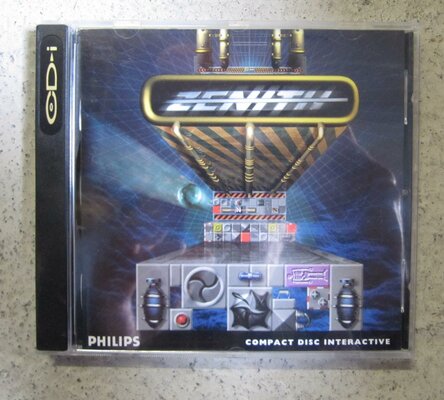 CD-i
ZENITH
PHILIPS
COMPACT DISC INTERACTIVE